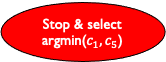 Stop & select
argmin(c₁, c₅)